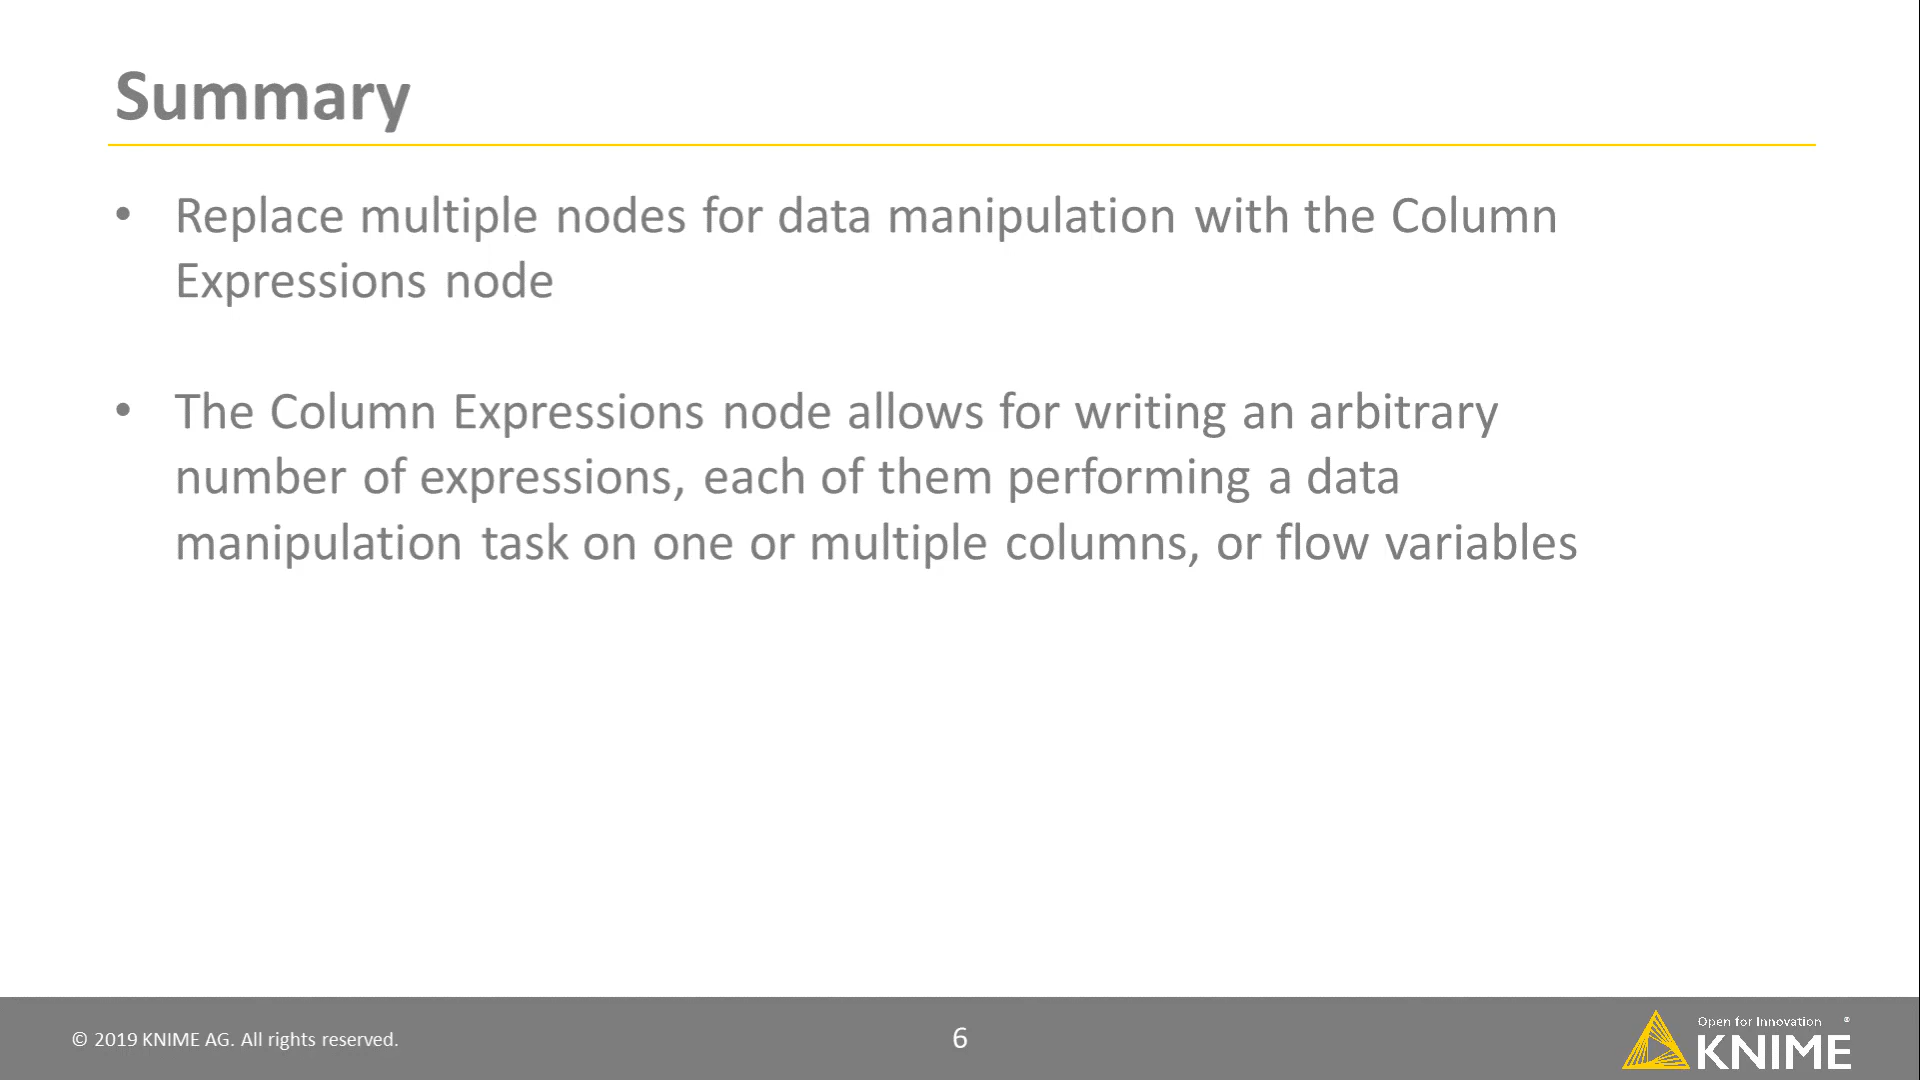 Summary
• Replace multiple nodes for data manipulation with the Column
Expressions node
• The Column Expressions node allows for writing an arbitrary
number of expressions, each of them performing a data
manipulation task on one or multiple columns, or flow variables
© 2019 KNIME AG. All rights reserved.
6
Open for Innovation ®
KNIME